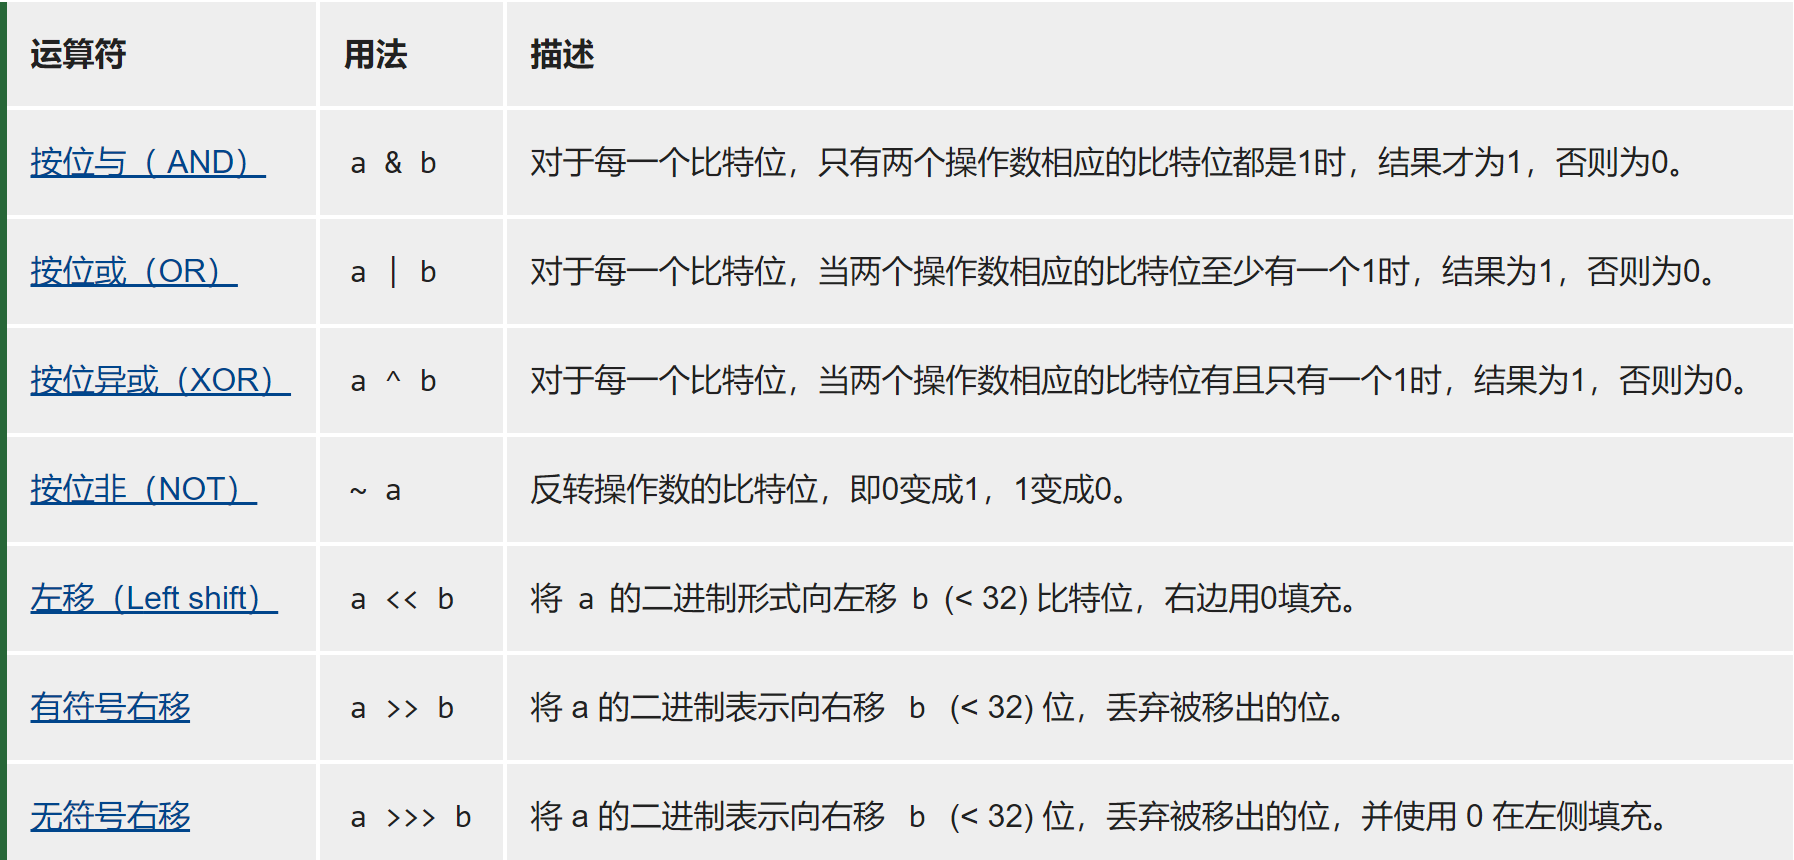 运算符 用法 描述
按位与（ AND） a & b 对于每一个比特位，只有两个操作数相应的比特位都是1时，结果才为1，否则为0。
按位或（OR） a | b 对于每一个比特位，当两个操作数相应的比特位至少有一个1时，结果为1，否则为0。
按位异或（XOR） a ^ b 对于每一个比特位，当两个操作数相应的比特位有且只有一个1时，结果为1，否则为0。
按位非（NOT） ~ a 反转操作数的比特位，即0变成1，1变成0。
左移（Left shift） a << b 将 a 的二进制形式向左移 b (< 32) 比特位，右边用0填充。
有符号右移 a >> b 将 a 的二进制表示向右移 b (< 32) 位，丢弃被移出的位。
无符号右移 a >>> b 将 a 的二进制表示向右移 b (< 32) 位，丢弃被移出的位，并使用 0 在左侧填充。